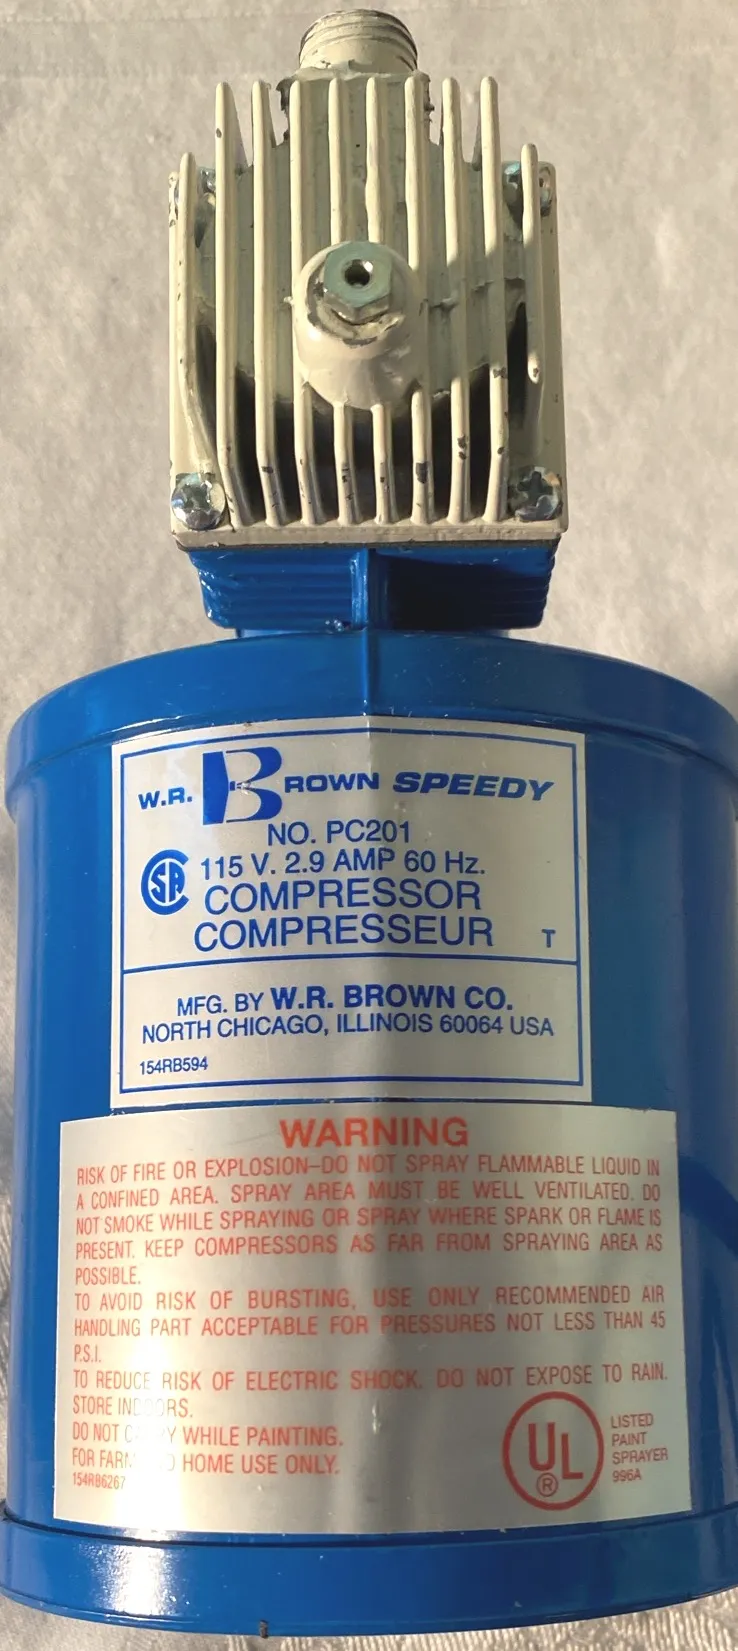 W.R. BROWN SPEEDY
NO. PC201
CSA 115 V. 2.9 AMP 60 Hz.
COMPRESSOR
COMPRESSEUR T
MFG. BY W.R. BROWN CO.
NORTH CHICAGO, ILLINOIS 60064 USA
154RB594
WARNING
RISK OF FIRE OR EXPLOSION–DO NOT SPRAY FLAMMABLE LIQUID IN
A CONFINED AREA. SPRAY AREA MUST BE WELL VENTILATED. DO
NOT SMOKE WHILE SPRAYING OR SPRAY WHERE SPARK OR FLAME IS
PRESENT. KEEP COMPRESSORS AS FAR FROM SPRAYING AREA AS
POSSIBLE.
TO AVOID RISK OF BURSTING, USE ONLY RECOMMENDED AIR
HANDLING PART ACCEPTABLE FOR PRESSURES NOT LESS THAN 45
P.S.I.
TO REDUCE RISK OF ELECTRIC SHOCK. DO NOT EXPOSE TO RAIN.
STORE INDOORS.
DO NOT WHILE PAINTING.
FOR HOME USE ONLY.
154RB6267
UL
®
LISTED
PAINT
SPRAYER
996A